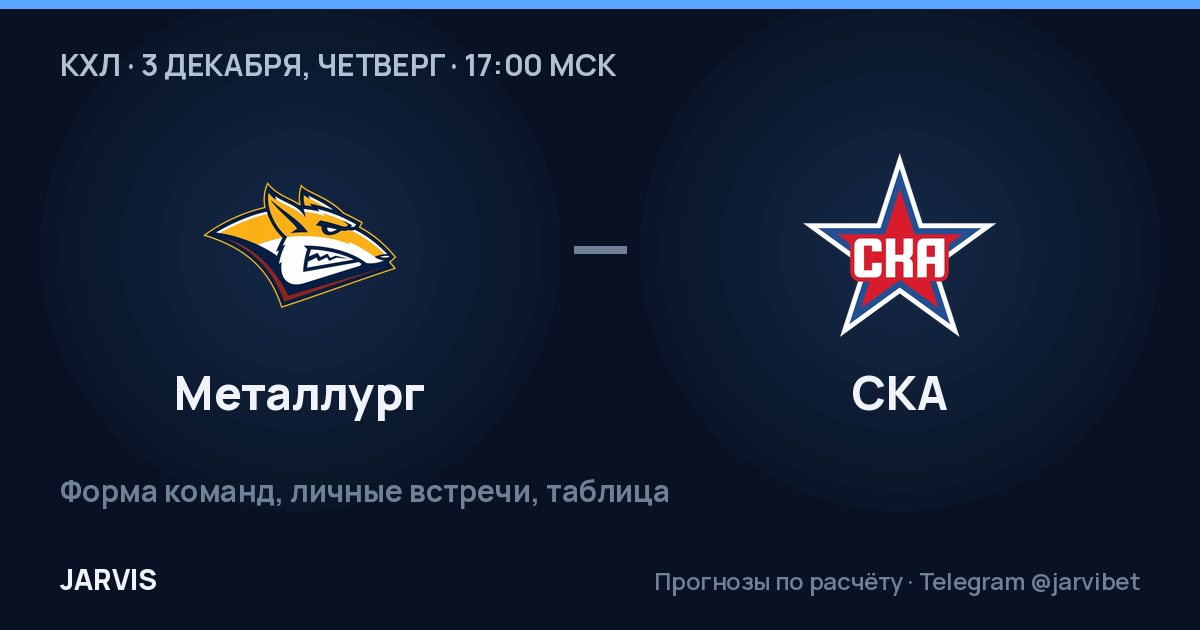 КХЛ · 3 ДЕКАБРЯ, ЧЕТВЕРГ · 17:00 МСК
СКА
Металлург
СКА
Форма команд, личные встречи, таблица
JARVIS
Прогнозы по расчёту · Telegram @jarvibet